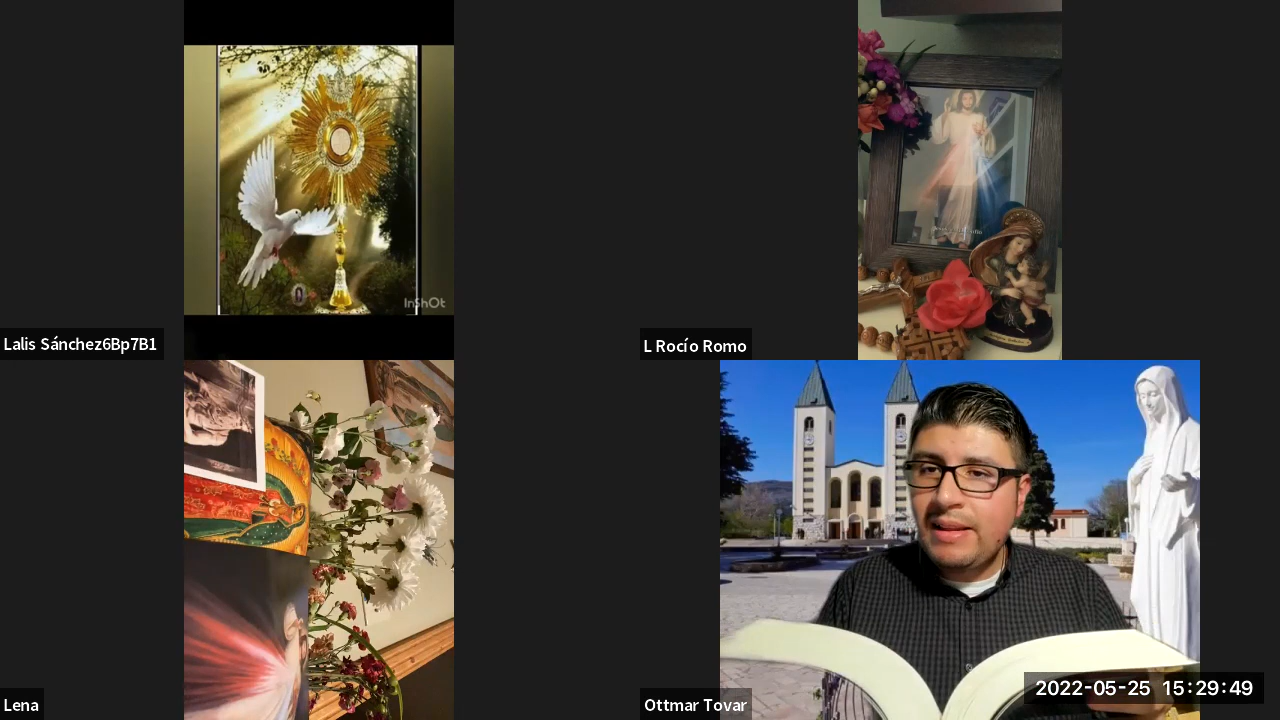 InShOt
Lalis Sánchez6Bp7B1
L Rocío Romo
Lena
Ottmar Tovar
2022-05-25 15:29:49